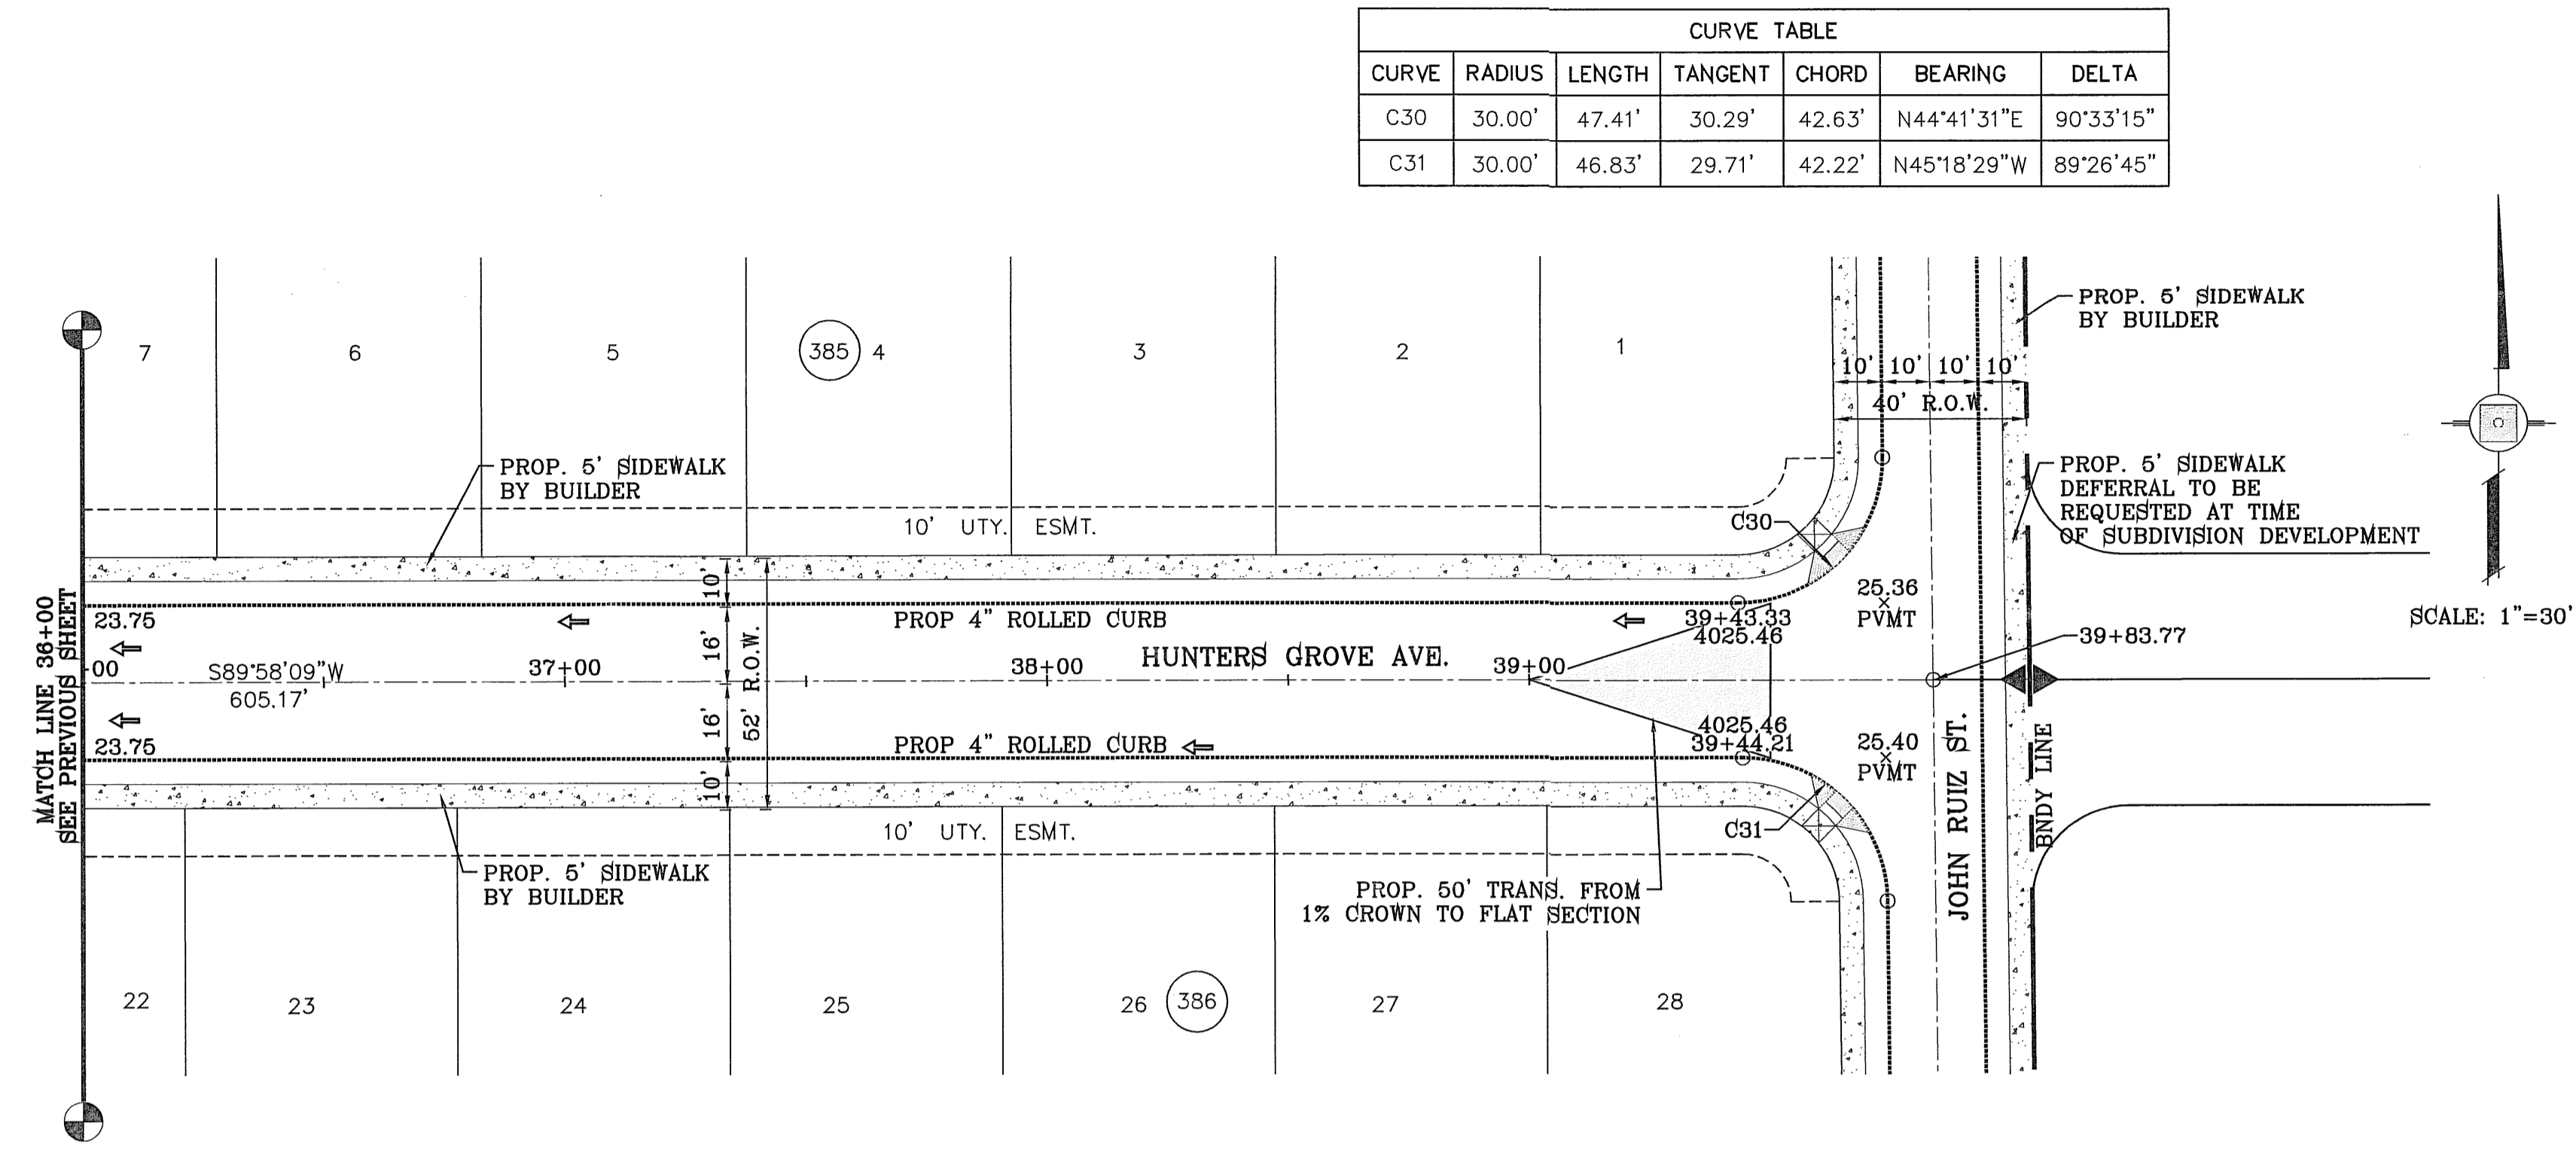 CURVE TABLE
CURVE RADIUS LENGTH TANGENT CHORD BEARING DELTA
C30 30.00' 47.41' 30.29' 42.63' N44°41'31"E 90°33'15"
C31 30.00' 46.83' 29.71' 42.22' N45°18'29"W 89°26'45"
PROP. 5' SIDEWALK
BY BUILDER
7 6 5 385 4 3 2 1
10' 10' 10' 10'
40' R.O.W.
PROP. 5' SIDEWALK
BY BUILDER
PROP. 5' SIDEWALK
DEFERRAL TO BE
REQUESTED AT TIME
OF SUBDIVISION DEVELOPMENT
10' UTY. ESMT.
C30
MATCH LINE 36+00
SEE PREVIOUS SHEET
10'
16'
16'
10'
52' R.O.W.
23.75
PROP 4" ROLLED CURB
39+43.33
4025.46
25.36
PVMT
SCALE: 1"=30'
39+83.77
00
S89°58'09"W
605.17'
37+00
38+00
HUNTERS GROVE AVE.
39+00
23.75
PROP 4" ROLLED CURB
4025.46
39+44.21
25.40
PVMT
JOHN RUIZ ST.
BNDY LINE
10' UTY. ESMT.
C31
PROP. 5' SIDEWALK
BY BUILDER
PROP. 50' TRANS. FROM
1% CROWN TO FLAT SECTION
22 23 24 25 26 386 27 28